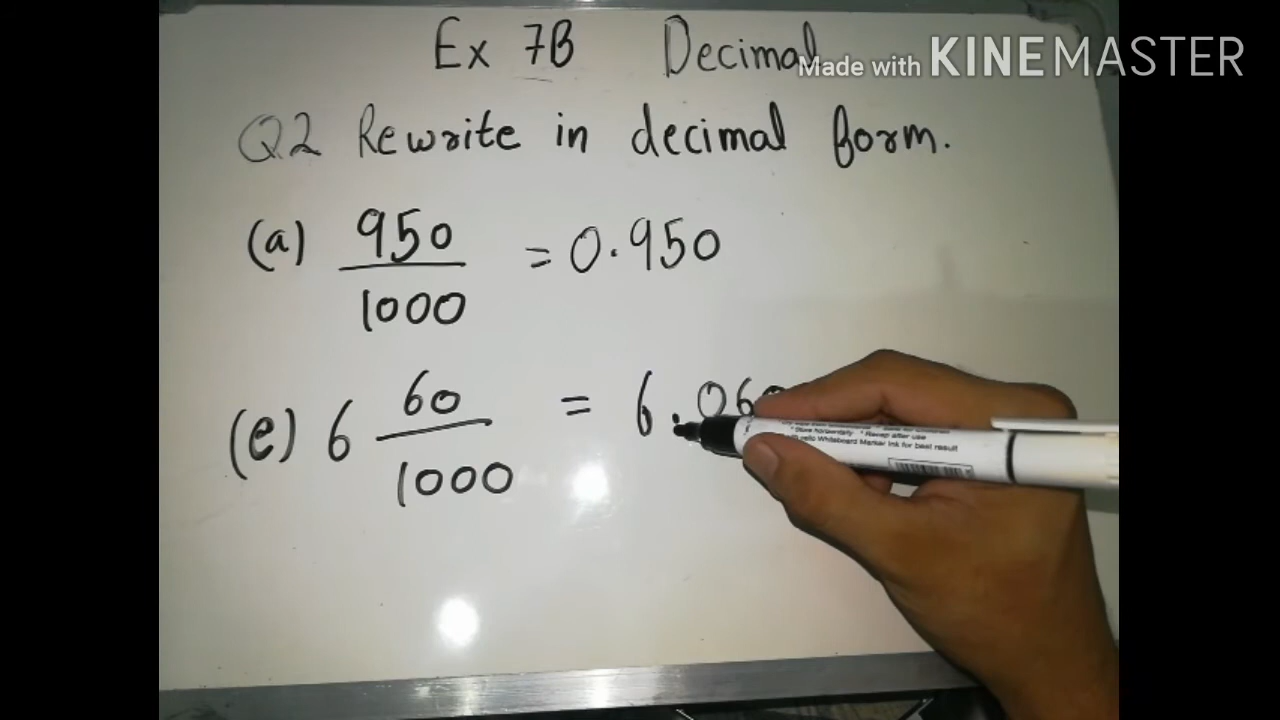 Ex 7B Decimal
Made with KINEMASTER
Q2 Rewrite in decimal form.
(a) 950/1000 = 0.950
(e) 6 60/1000 = 6.060